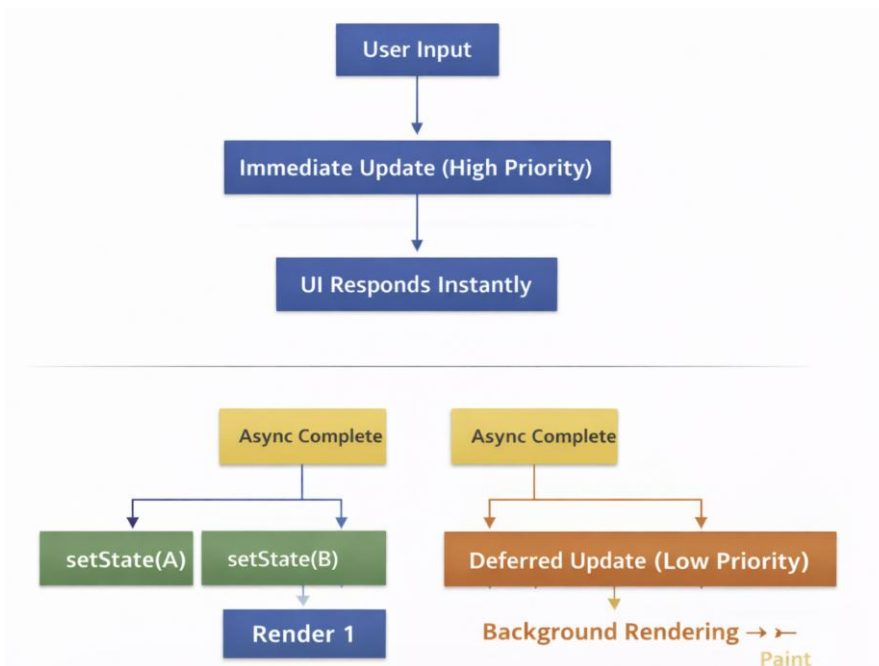 User Input
Immediate Update (High Priority)
UI Responds Instantly
Async Complete
Async Complete
setState(A)
setState(B)
Deferred Update (Low Priority)
Render 1
Background Rendering →
Paint